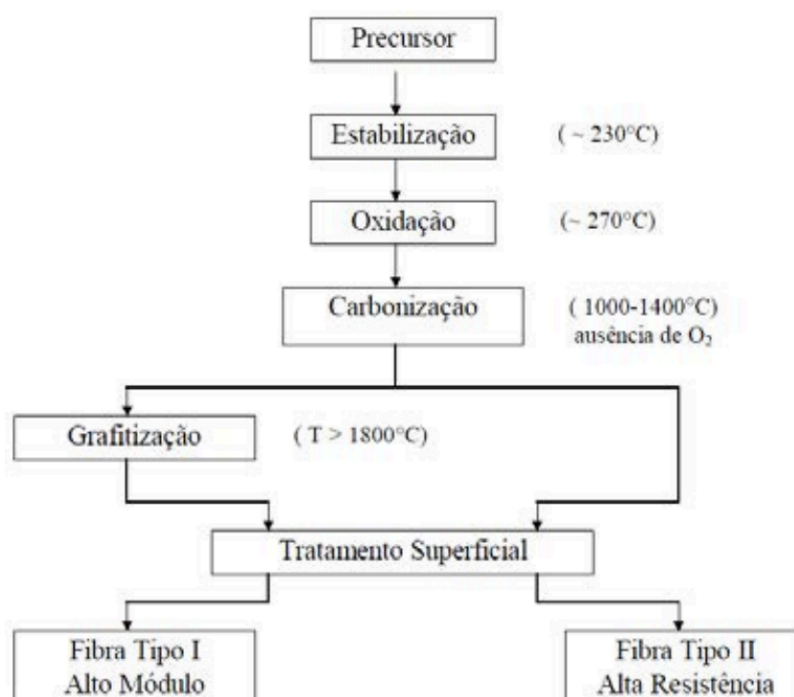 Precursor
Estabilização
( ~ 230°C)
Oxidação
(~ 270°C)
Carbonização
( 1000-1400°C)
ausência de O₂
Grafitização
( T > 1800°C)
Tratamento Superficial
Fibra Tipo I
Alto Módulo
Fibra Tipo II
Alta Resistência